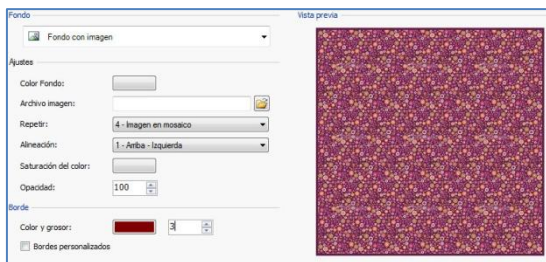 Fondo
Vista previa
Fondo con imagen
Ajustes
Color Fondo:
Archivo imagen:
Repetir:
4 - Imagen en mosaico
Alineación:
1 - Arriba - Izquierda
Saturación del color:
Opacidad:
100
Borde
Color y grosor:
3
Bordes personalizados